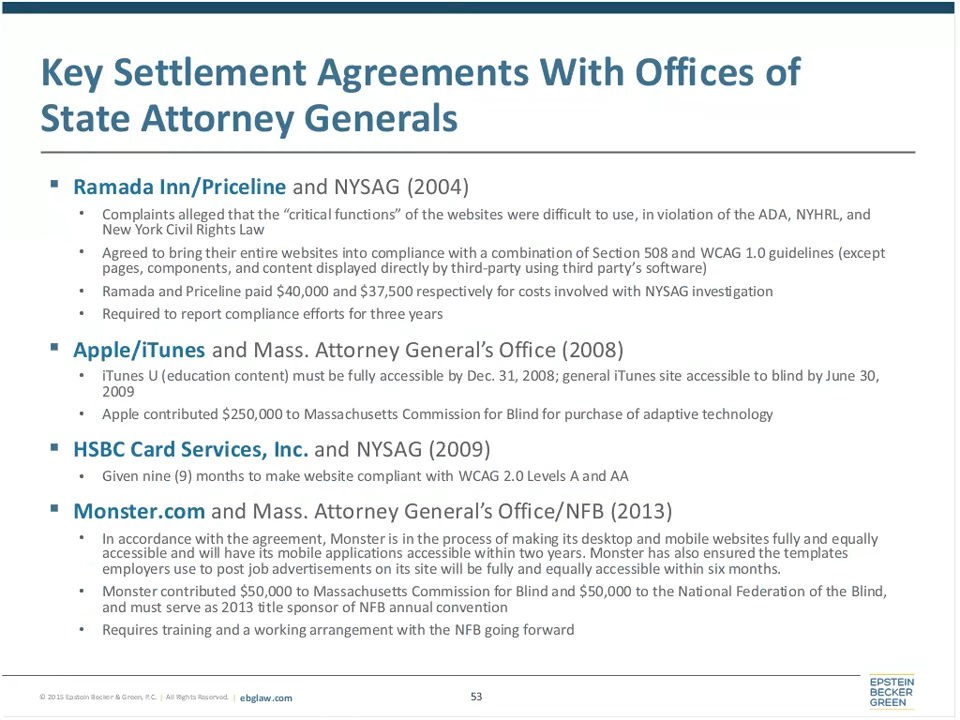 Key Settlement Agreements With Offices of
State Attorney Generals
▪ Ramada Inn/Priceline and NYSAG (2004)
• Complaints alleged that the “critical functions” of the websites were difficult to use, in violation of the ADA, NYHRL, and
New York Civil Rights Law
• Agreed to bring their entire websites into compliance with a combination of Section 508 and WCAG 1.0 guidelines (except
pages, components, and content displayed directly by third-party using third party’s software)
• Ramada and Priceline paid $40,000 and $37,500 respectively for costs involved with NYSAG investigation
• Required to report compliance efforts for three years
▪ Apple/iTunes and Mass. Attorney General’s Office (2008)
• iTunes U (education content) must be fully accessible by Dec. 31, 2008; general iTunes site accessible to blind by June 30,
2009
• Apple contributed $250,000 to Massachusetts Commission for Blind for purchase of adaptive technology
▪ HSBC Card Services, Inc. and NYSAG (2009)
• Given nine (9) months to make website compliant with WCAG 2.0 Levels A and AA
▪ Monster.com and Mass. Attorney General’s Office/NFB (2013)
• In accordance with the agreement, Monster is in the process of making its desktop and mobile websites fully and equally
accessible and will have its mobile applications accessible within two years. Monster has also ensured the templates
employers use to post job advertisements on its site will be fully and equally accessible within six months.
• Monster contributed $50,000 to Massachusetts Commission for Blind and $50,000 to the National Federation of the Blind,
and must serve as 2013 title sponsor of NFB annual convention
• Requires training and a working arrangement with the NFB going forward
© 2015 Epstein Becker & Green, P.C. | All Rights Reserved. | ebglaw.com
53
EPSTEIN
BECKER
GREEN